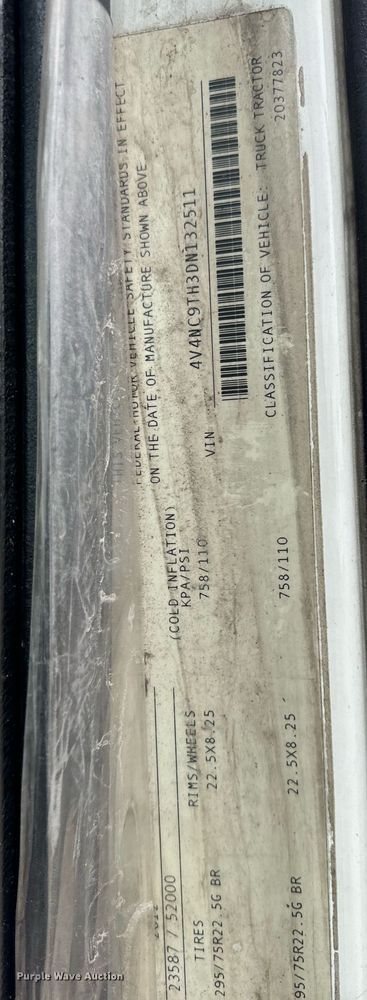 THIS
FEDERAL MOTOR VEHICLE SAFETY STANDARDS IN EFFECT
ON THE DATE OF MANUFACTURE SHOWN ABOVE
23587 / 52000
(COLD INFLATION)
TIRES RIMS/WHEELS KPA/PSI VIN 4V4NC9TH3DN132511
295/75R22.5G BR 22.5X8.25 758/110
CLASSIFICATION OF VEHICLE: TRUCK TRACTOR
95/75R22.5G BR 22.5X8.25 758/110 20377823
Purple Wave Auction